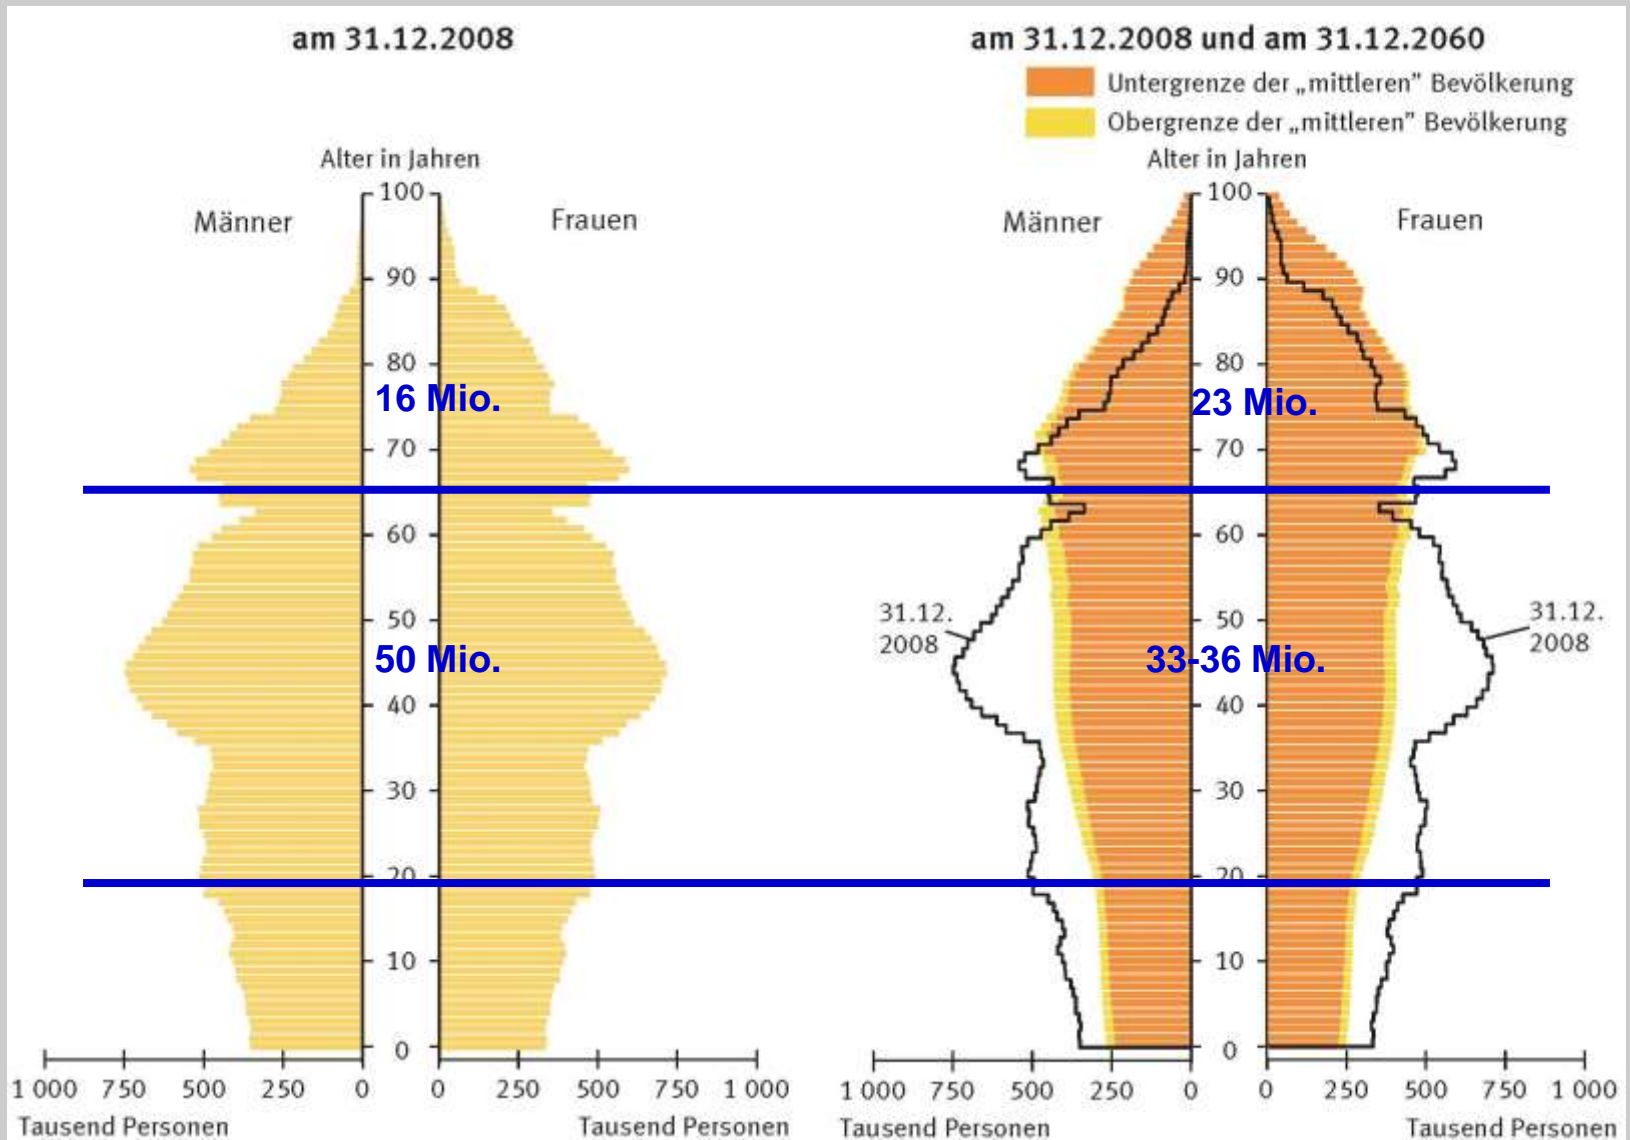 am 31.12.2008
Alter in Jahren
Männer
Frauen
100
90
80
70
60
50
40
30
20
10
0
16 Mio.
50 Mio.
1 000 750 500 250 0
0 250 500 750 1 000
Tausend Personen
Tausend Personen
am 31.12.2008 und am 31.12.2060
Untergrenze der „mittleren” Bevölkerung
Obergrenze der „mittleren” Bevölkerung
Alter in Jahren
Männer
Frauen
100
90
80
70
60
50
40
30
20
10
0
23 Mio.
31.12.
2008
33-36 Mio.
31.12.
2008
1 000 750 500 250 0
0 250 500 750 1 000
Tausend Personen
Tausend Personen